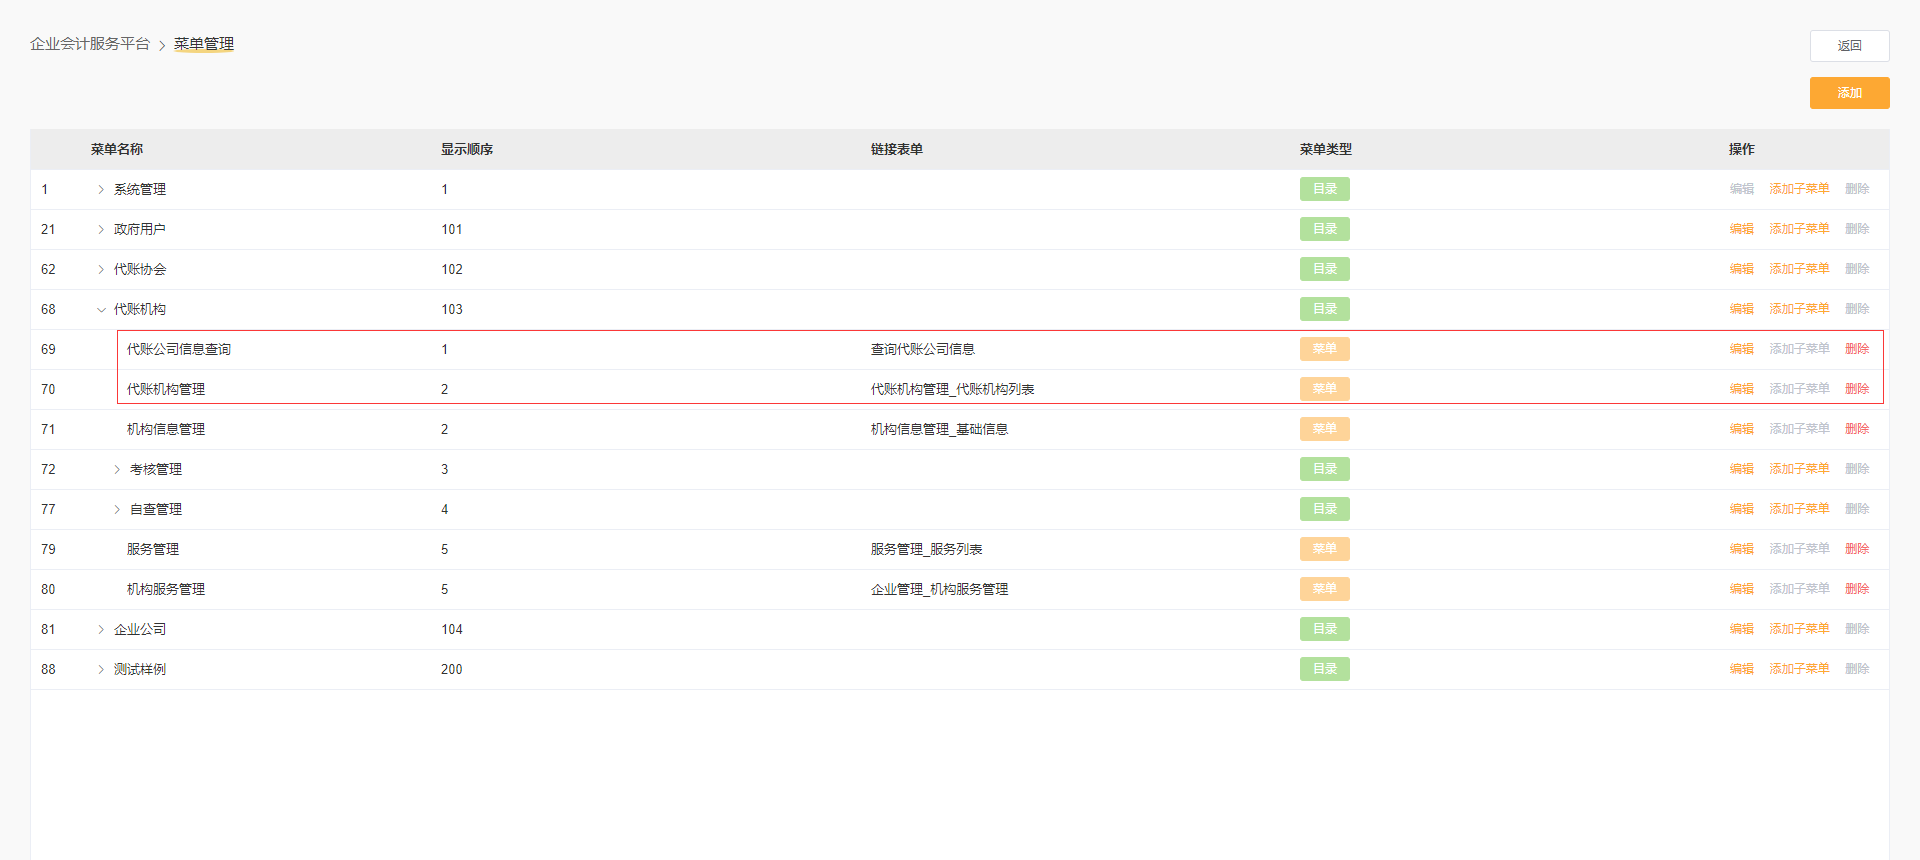 企业会计服务平台 > 菜单管理
返回
添加
菜单名称 显示顺序 链接表单 菜单类型 操作
1 系统管理 1 目录 编辑 添加子菜单 删除
21 政府用户 101 目录 编辑 添加子菜单 删除
62 代账协会 102 目录 编辑 添加子菜单 删除
68 代账机构 103 目录 编辑 添加子菜单 删除
69 代账公司信息查询 1 查询代账公司信息 菜单 编辑 添加子菜单 删除
70 代账机构管理 2 代账机构管理_代账机构列表 菜单 编辑 添加子菜单 删除
71 机构信息管理 2 机构信息管理_基础信息 菜单 编辑 添加子菜单 删除
72 考核管理 3 目录 编辑 添加子菜单 删除
77 自查管理 4 目录 编辑 添加子菜单 删除
79 服务管理 5 服务管理_服务列表 菜单 编辑 添加子菜单 删除
80 机构服务管理 5 企业管理_机构服务管理 菜单 编辑 添加子菜单 删除
81 企业公司 104 目录 编辑 添加子菜单 删除
88 测试样例 200 目录 编辑 添加子菜单 删除